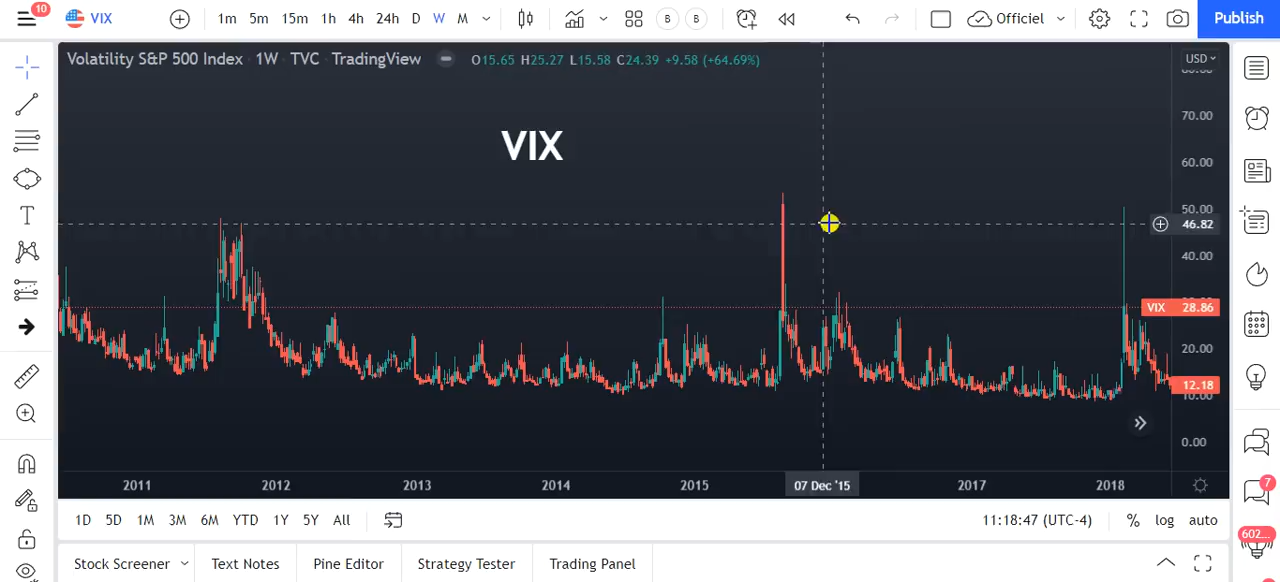 10 VIX 1m 5m 15m 1h 4h 24h D W M B B Officiel Publish
Volatility S&P 500 Index · 1W · TVC · TradingView O15.65 H25.27 L15.58 C24.39 +9.58 (+64.69%) USD
80.00
70.00
VIX
60.00
50.00
46.82
40.00
VIX 28.86
20.00
12.18
10.00
0.00
2011 2012 2013 2014 2015 07 Dec '15 2017 2018
7
1D 5D 1M 3M 6M YTD 1Y 5Y All 11:18:47 (UTC-4) % log auto
602...
Stock Screener Text Notes Pine Editor Strategy Tester Trading Panel